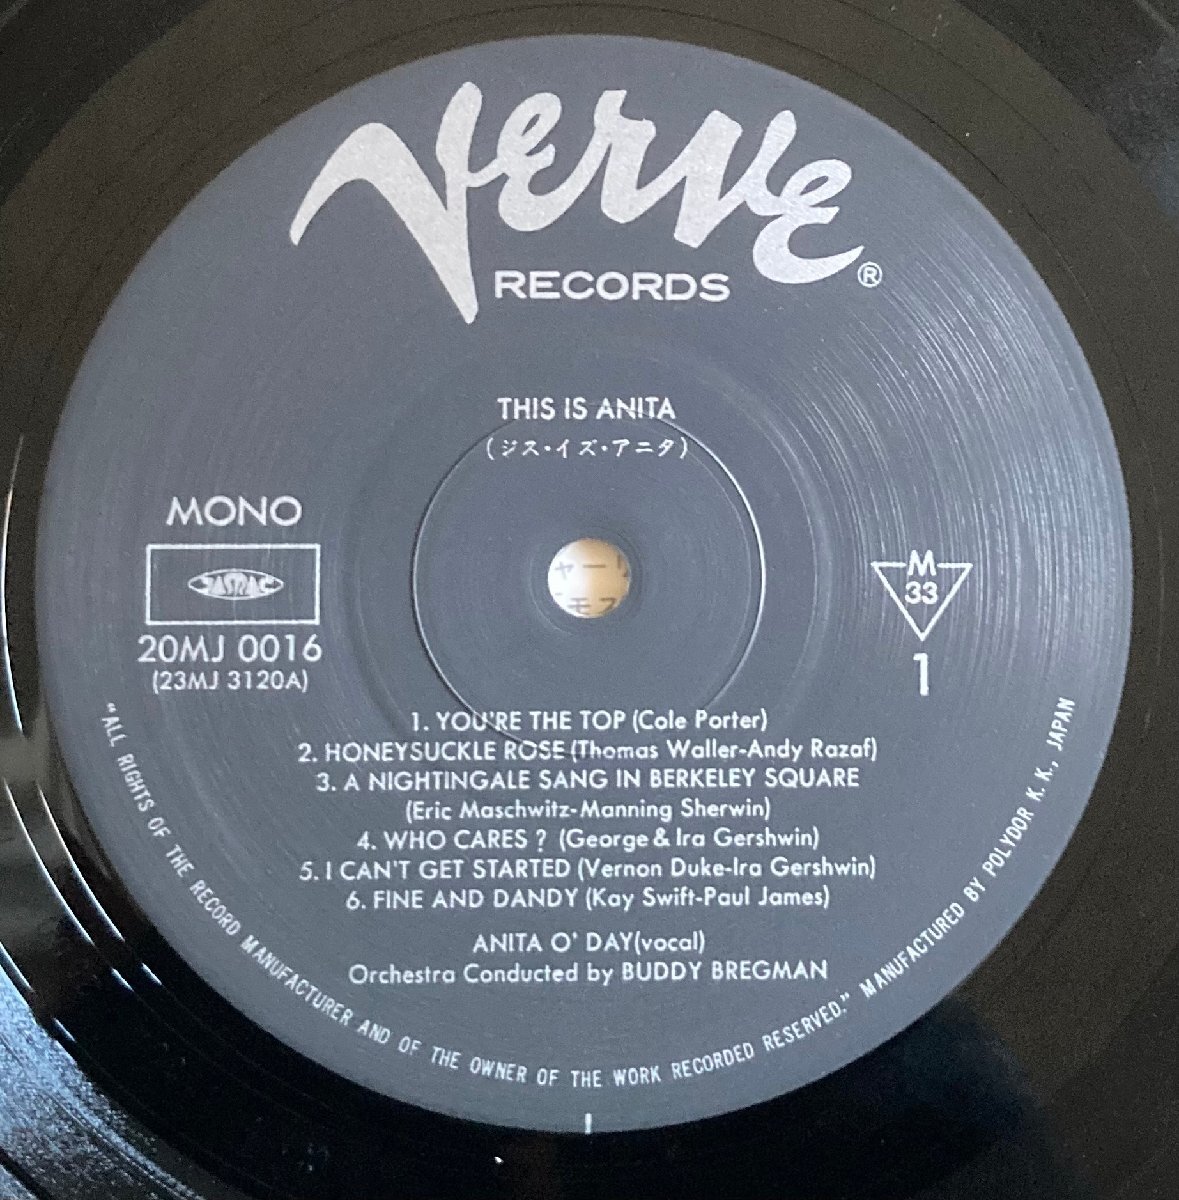 Verve
RECORDS ®
THIS IS ANITA
(ジス・イズ・アニタ)
MONO
JASRAC
20MJ 0016
(23MJ 3120A)
M
33
1
1. YOU'RE THE TOP (Cole Porter)
2. HONEYSUCKLE ROSE (Thomas Waller-Andy Razaf)
3. A NIGHTINGALE SANG IN BERKELEY SQUARE
(Eric Maschwitz-Manning Sherwin)
4. WHO CARES ? (George & Ira Gershwin)
5. I CAN'T GET STARTED (Vernon Duke-Ira Gershwin)
6. FINE AND DANDY (Kay Swift-Paul James)
ANITA O' DAY(vocal)
Orchestra Conducted by BUDDY BREGMAN
"ALL RIGHTS OF THE RECORD MANUFACTURER AND OF THE OWNER OF THE WORK RECORDED RESERVED." MANUFACTURED BY POLYDOR K. K., JAPAN